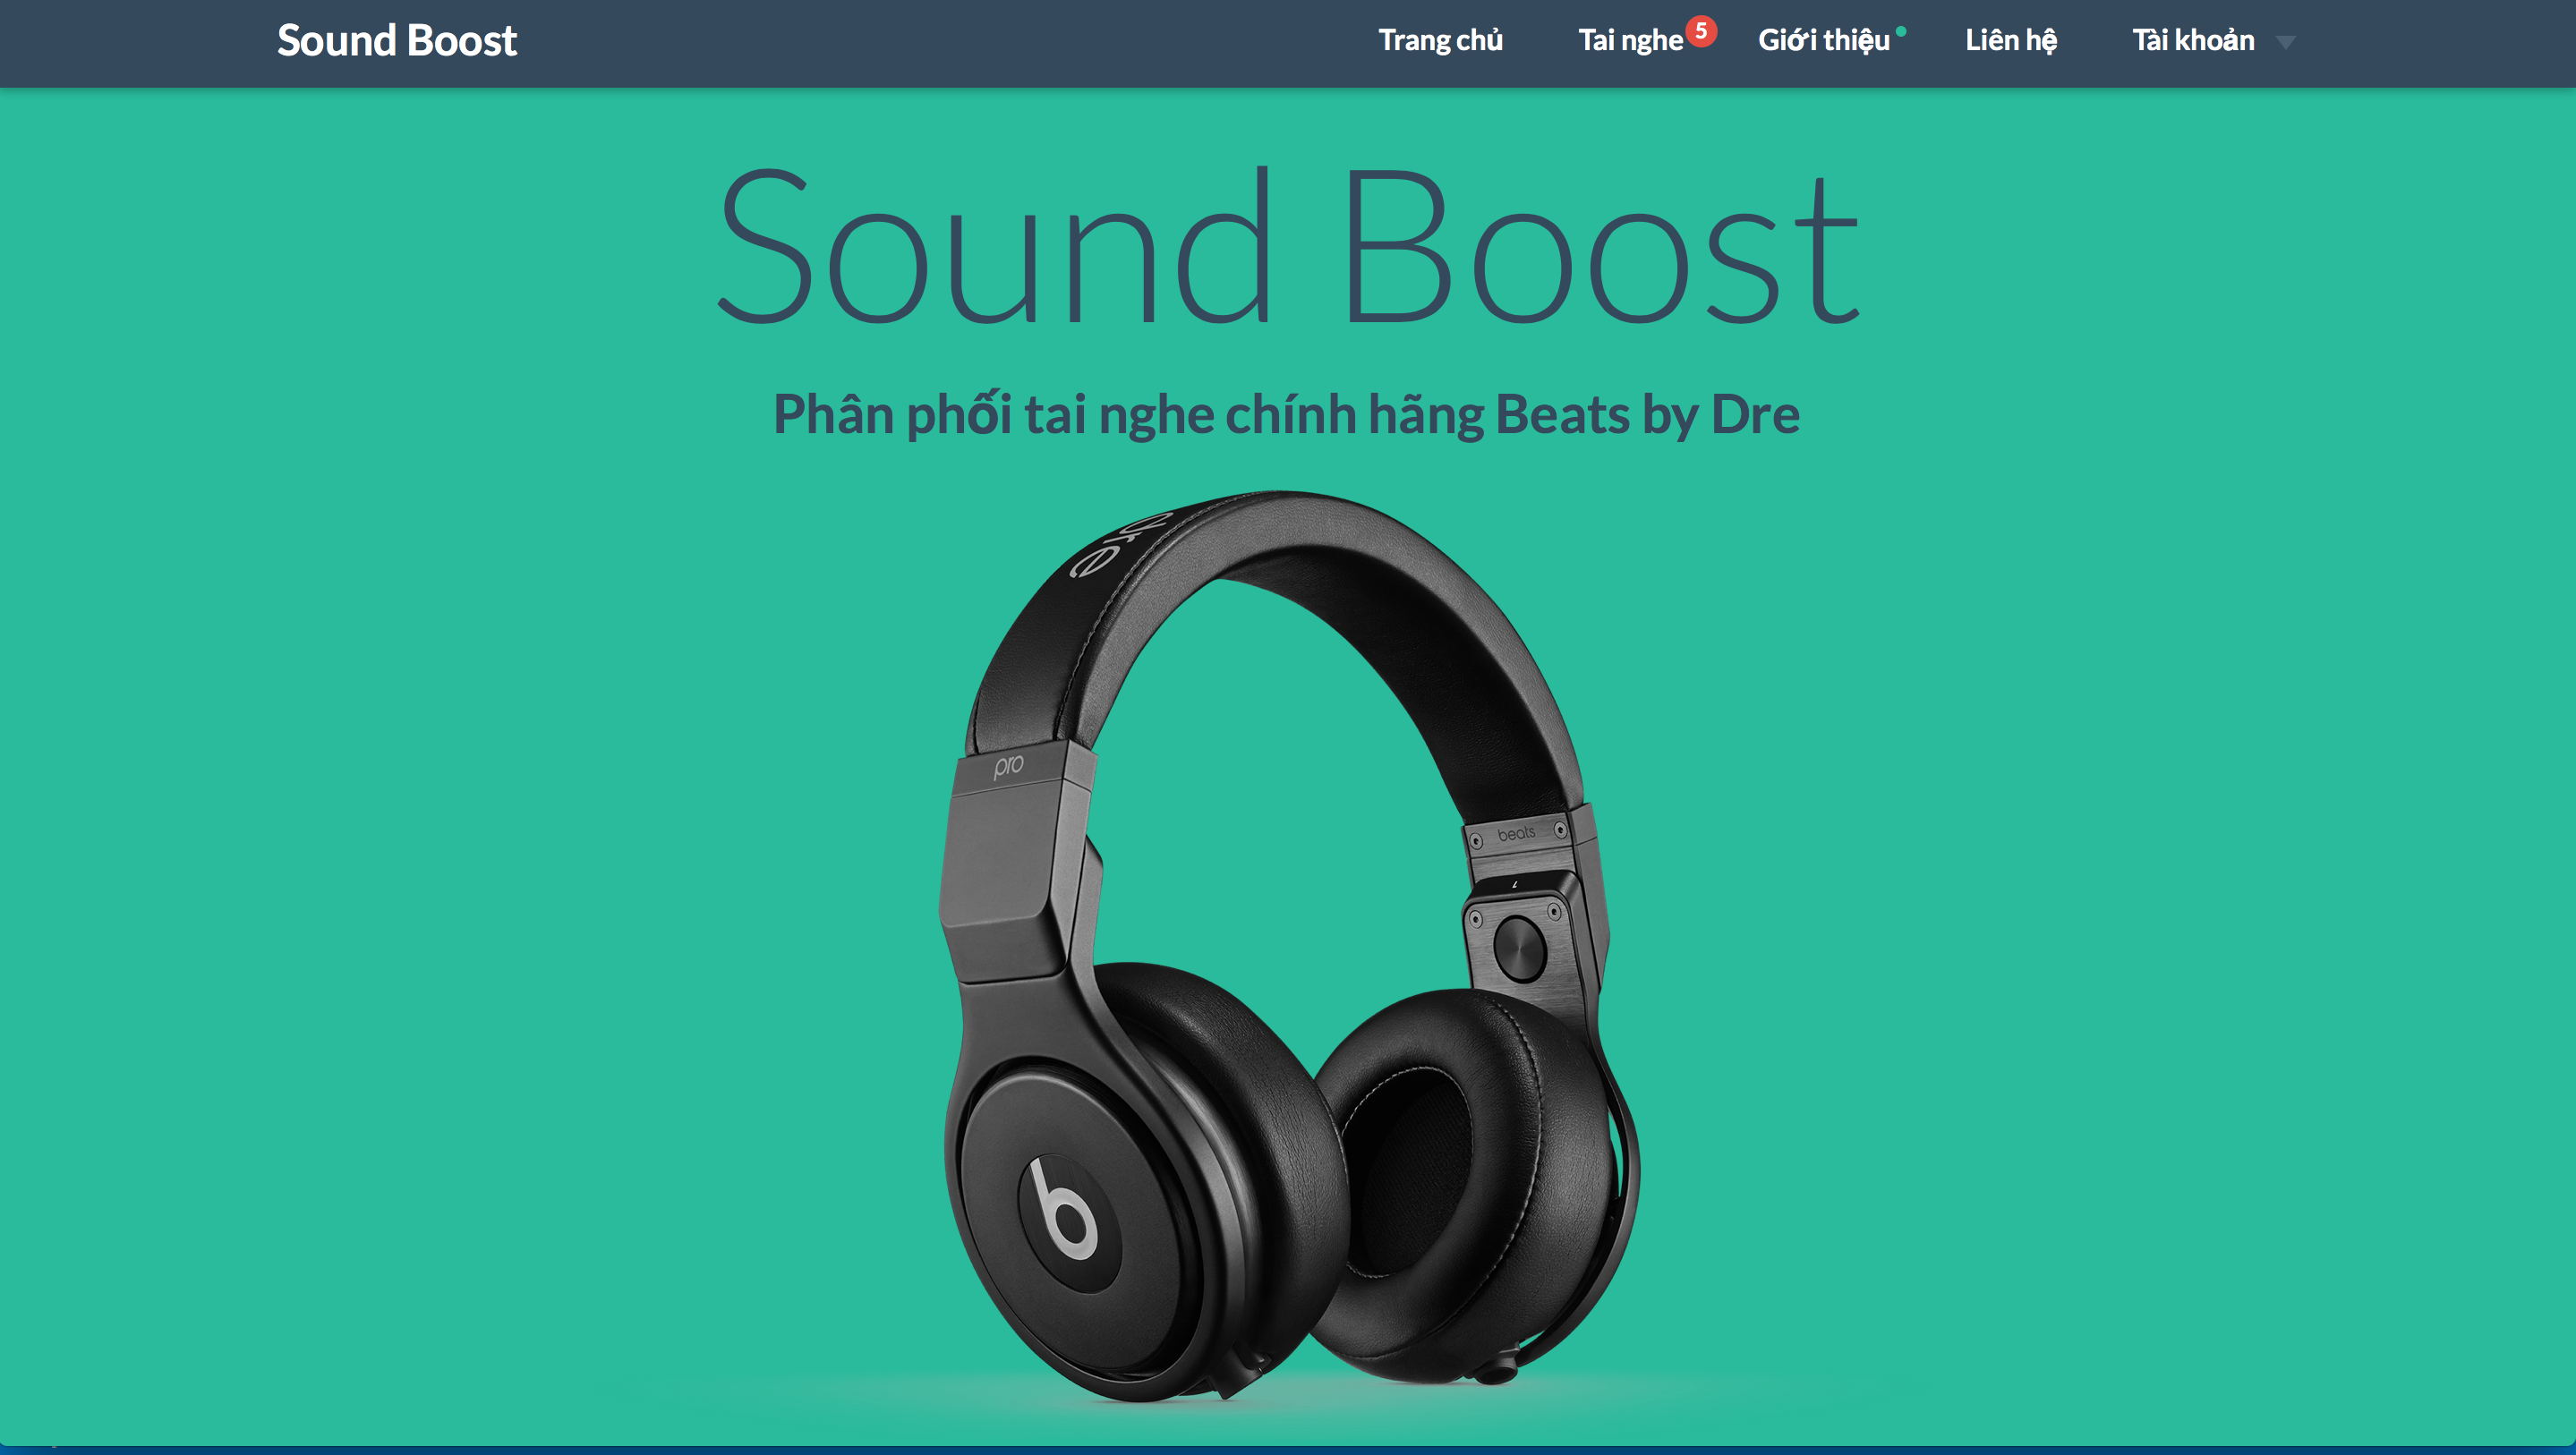 Sound Boost
Trang chủ
Tai nghe 5
Giới thiệu
Liên hệ
Tài khoản
Sound Boost
Phân phối tai nghe chính hãng Beats by Dre
pro
beats
b